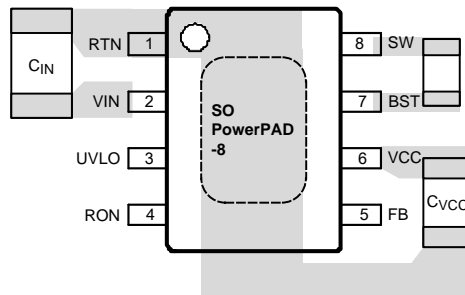 RTN 1 8 SW
CIN
VIN 2 7 BST
SO
PowerPAD
-8
UVLO 3 6 VCC
CVCC
RON 4 5 FB